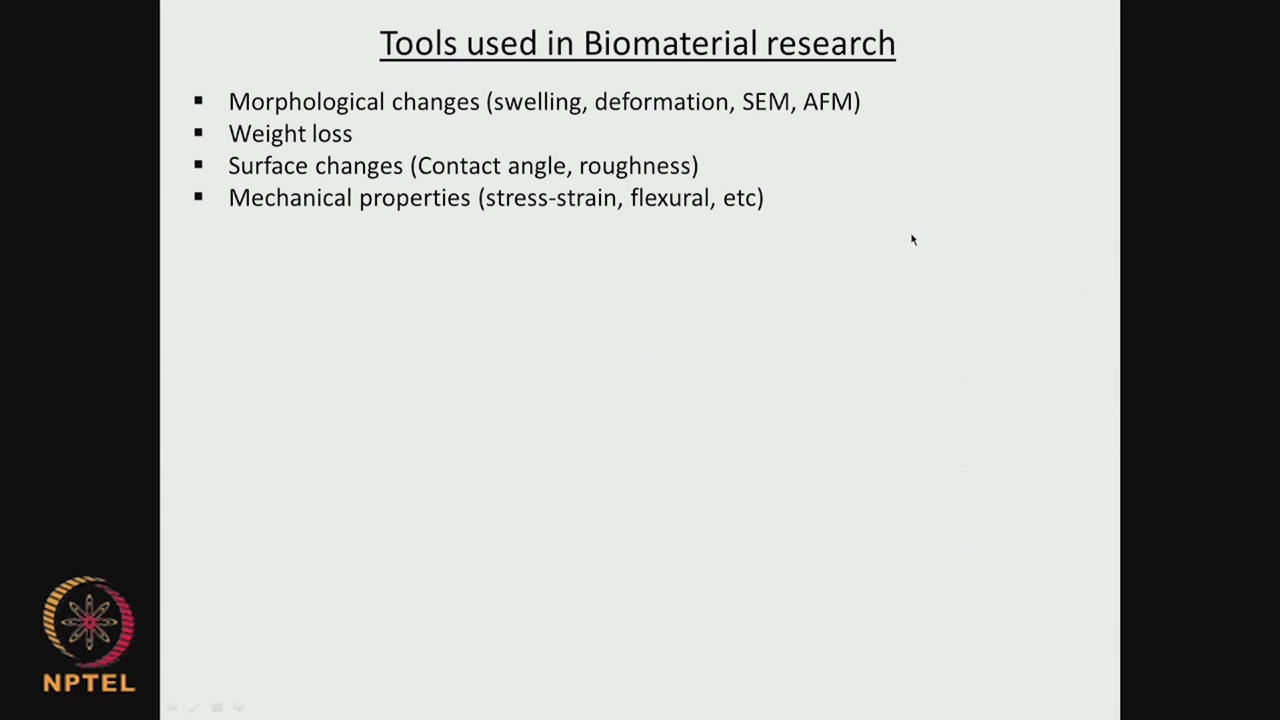 Tools used in Biomaterial research
▪ Morphological changes (swelling, deformation, SEM, AFM)
▪ Weight loss
▪ Surface changes (Contact angle, roughness)
▪ Mechanical properties (stress-strain, flexural, etc)
NPTEL